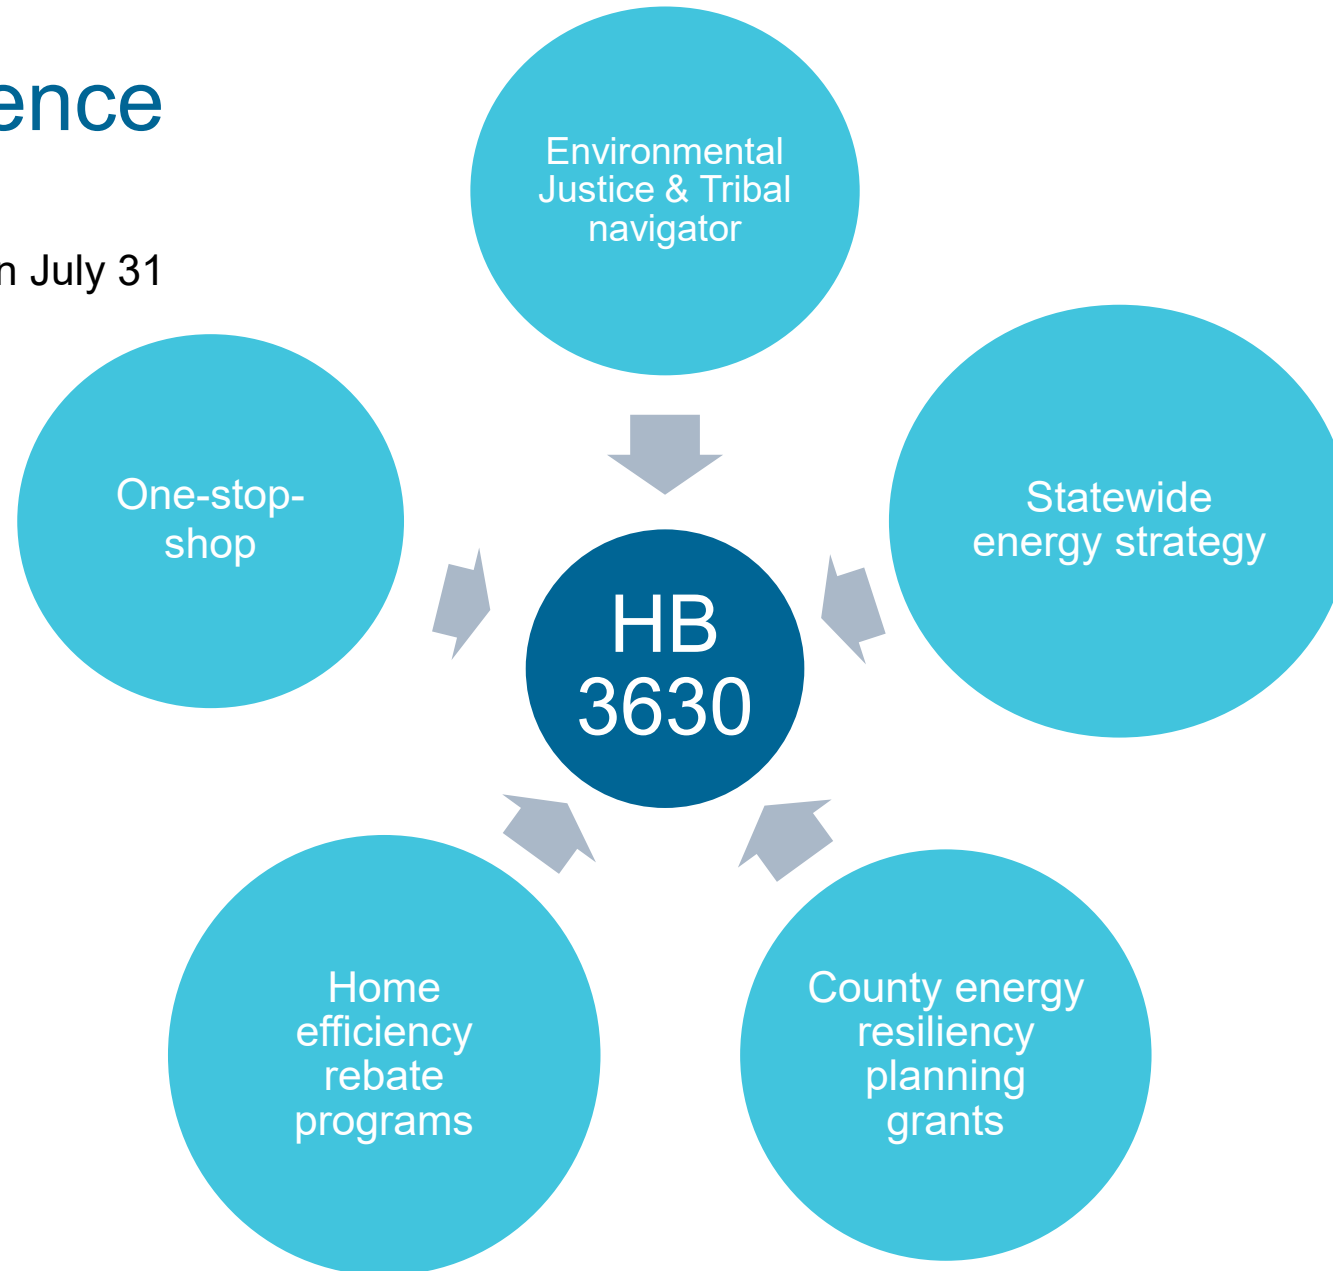 ence
n July 31
Environmental
Justice & Tribal
navigator
One-stop-
shop
Statewide
energy strategy
HB
3630
Home
efficiency
rebate
programs
County energy
resiliency
planning
grants